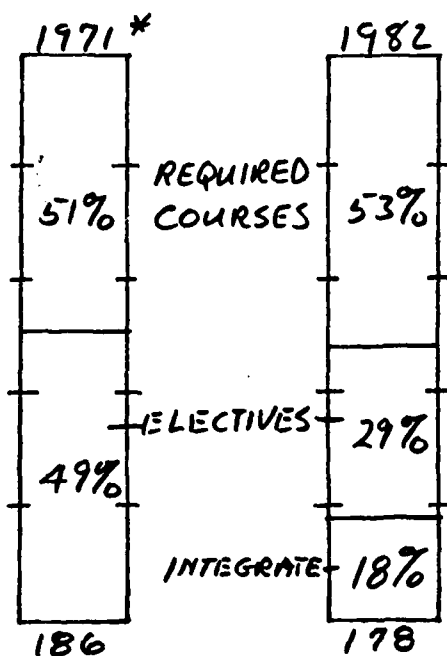 1971 * 1982
REQUIRED
COURSES
51% 53%
ELECTIVES 29%
49%
INTEGRATE 18%
186 178